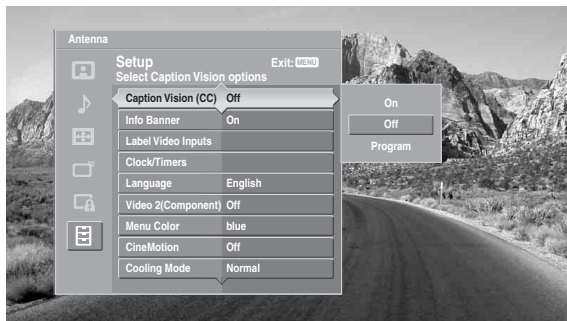 Antenna
Setup Exit: MENU
Select Caption Vision options
Caption Vision (CC) Off
Info Banner On
Label Video Inputs
Clock/Timers
Language English
Video 2(Component) Off
Menu Color blue
CineMotion Off
Cooling Mode Normal
On
Off
Program